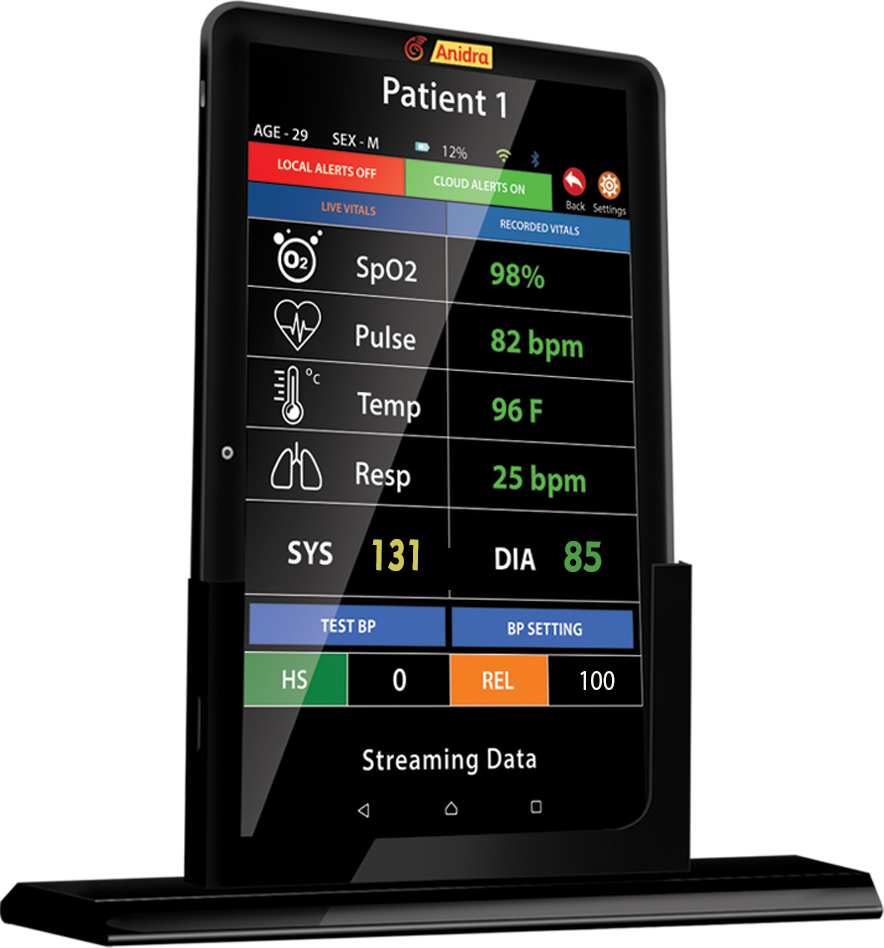 Anidra
Patient 1
AGE - 29 SEX - M 12%
LOCAL ALERTS OFF CLOUD ALERTS ON Back Settings
LIVE VITALS RECORDED VITALS
O2 SpO2 98%
Pulse 82 bpm
°C Temp 96 F
Resp 25 bpm
SYS 131 DIA 85
TEST BP BP SETTING
HS 0 REL 100
Streaming Data